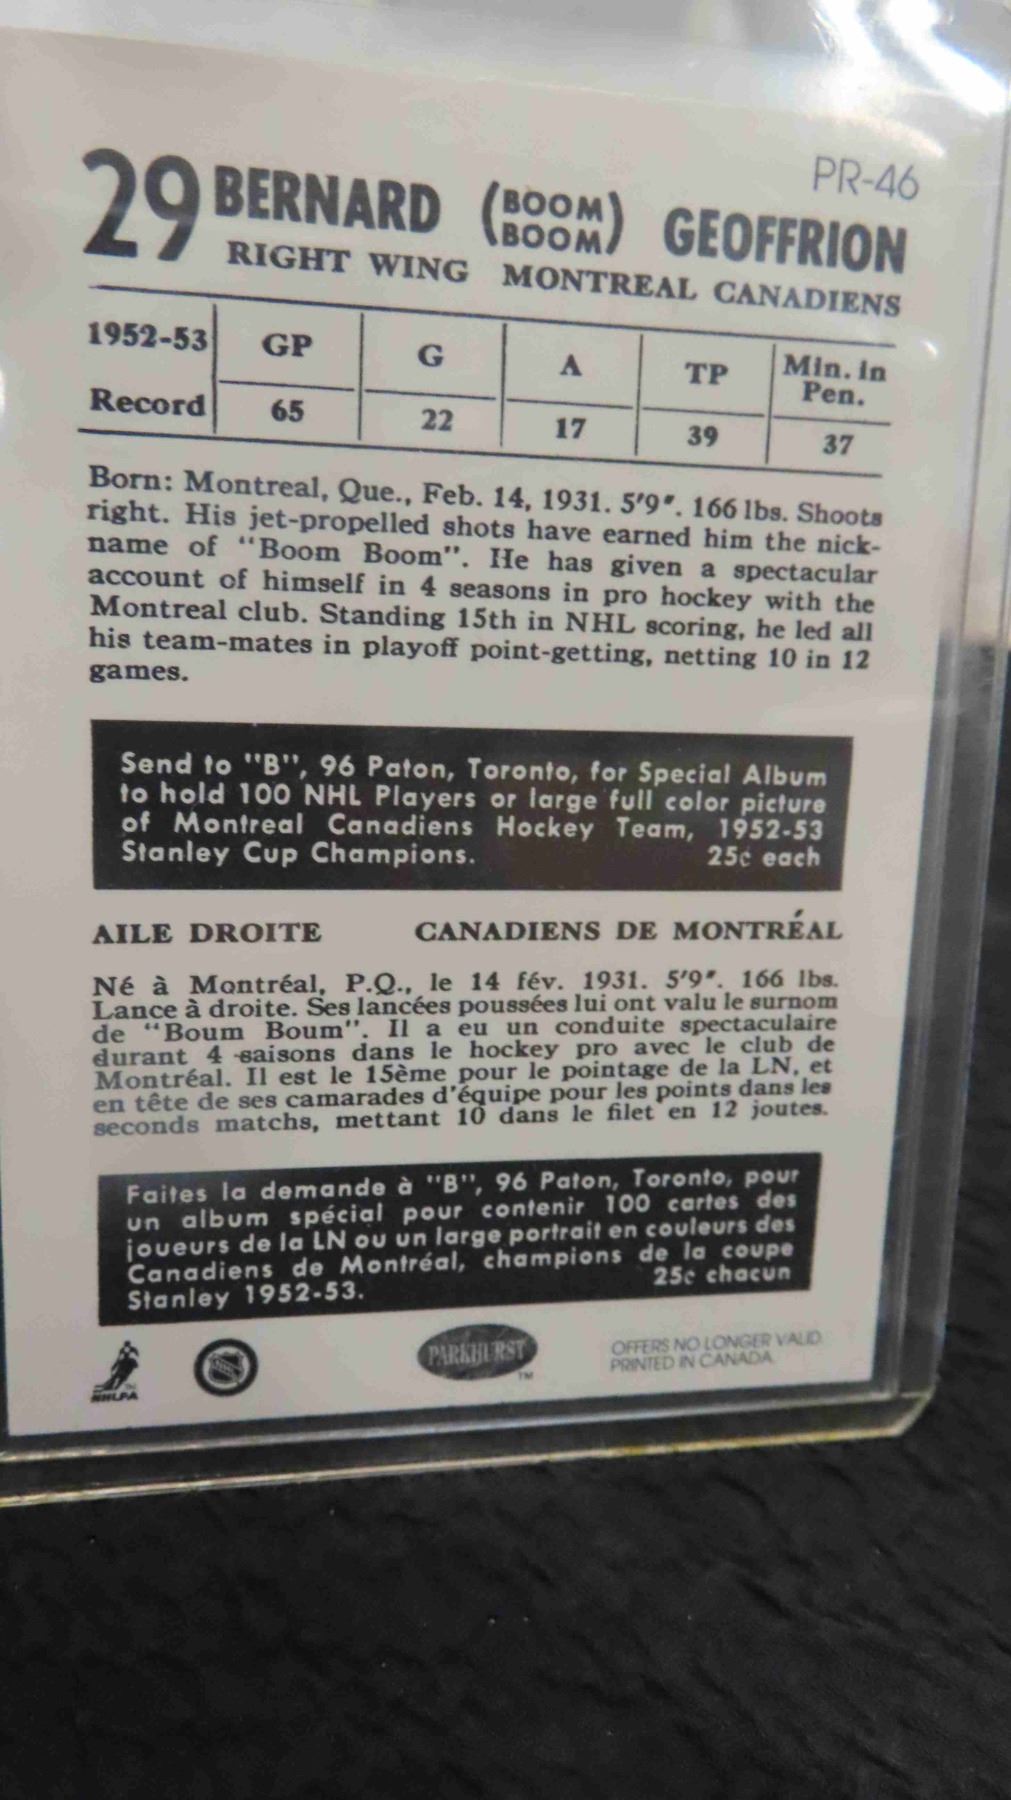 PR-46
29 BERNARD (BOOM BOOM) GEOFFRION
RIGHT WING MONTREAL CANADIENS
1952-53 GP G A TP Min. in Pen.
Record 65 22 17 39 37
Born: Montreal, Que., Feb. 14, 1931. 5'9". 166 lbs. Shoots
right. His jet-propelled shots have earned him the nick-
name of "Boom Boom". He has given a spectacular
account of himself in 4 seasons in pro hockey with the
Montreal club. Standing 15th in NHL scoring, he led all
his team-mates in playoff point-getting, netting 10 in 12
games.
Send to "B", 96 Paton, Toronto, for Special Album
to hold 100 NHL Players or large full color picture
of Montreal Canadiens Hockey Team, 1952-53
Stanley Cup Champions. 25¢ each
AILE DROITE CANADIENS DE MONTRÉAL
Né à Montréal, P.Q., le 14 fév. 1931. 5'9". 166 lbs.
Lance à droite. Ses lancées poussées lui ont valu le surnom
de "Boum Boum". Il a eu un conduite spectaculaire
durant 4 saisons dans le hockey pro avec le club de
Montréal. Il est le 15ème pour le pointage de la LN, et
en tête de ses camarades d'équipe pour les points dans les
seconds matchs, mettant 10 dans le filet en 12 joutes.
Faites la demande à "B", 96 Paton, Toronto, pour
un album spécial pour contenir 100 cartes des
joueurs de la LN ou un large portrait en couleurs des
Canadiens de Montréal, champions de la coupe
Stanley 1952-53. 25¢ chacun
NHLPA
PARKHURST TM
OFFERS NO LONGER VALID
PRINTED IN CANADA